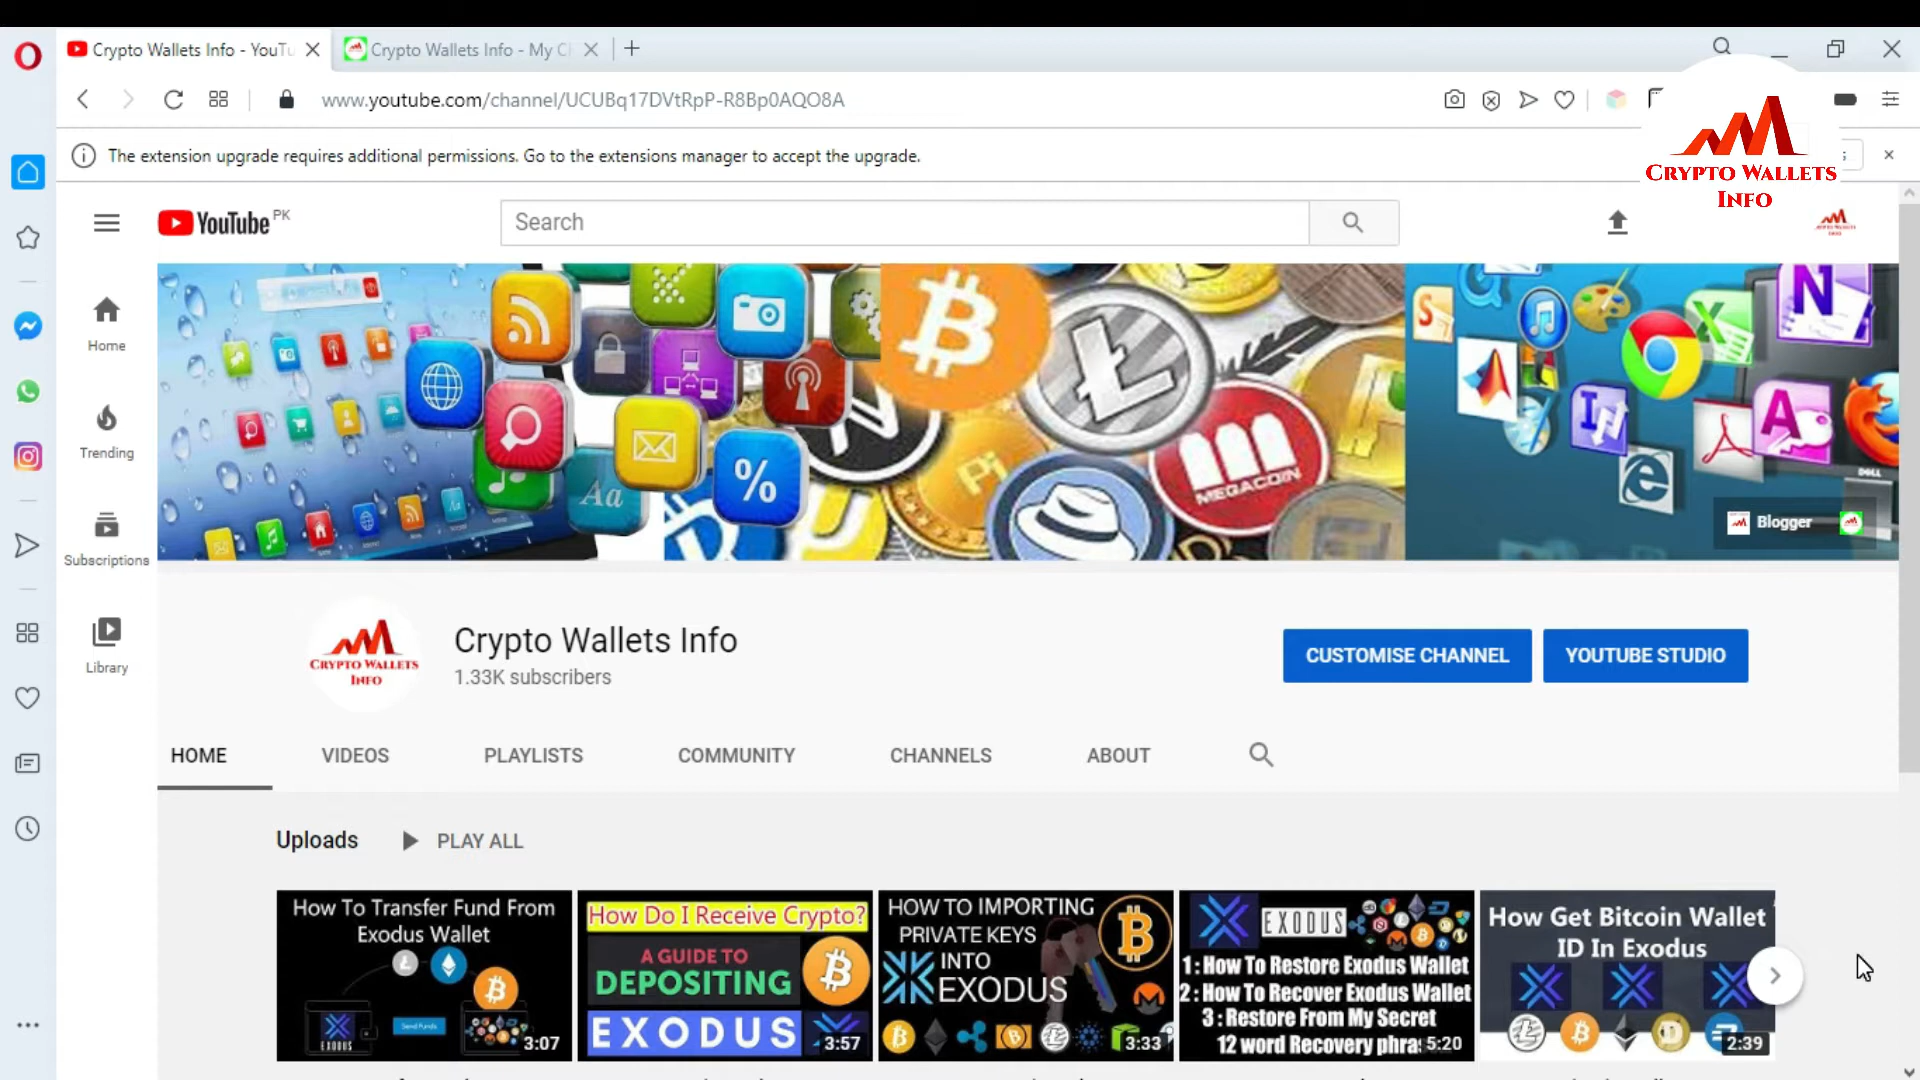 Crypto Wallets Info - YouTu
Crypto Wallets Info - My C
www.youtube.com/channel/UCUBq17DVtRpP-R8Bp0AQO8A
The extension upgrade requires additional permissions. Go to the extensions manager to accept the upgrade.
CRYPTO WALLETS
INFO
YouTube PK
Search
Home
Trending
Subscriptions
Library
Aa
%
MEGACOIN
DELL
Blogger
CRYPTO WALLETS
INFO
Crypto Wallets Info
1.33K subscribers
CUSTOMISE CHANNEL
YOUTUBE STUDIO
HOME
VIDEOS
PLAYLISTS
COMMUNITY
CHANNELS
ABOUT
Uploads
PLAY ALL
How To Transfer Fund From
Exodus Wallet
Send Funds
EXODUS
3:07
How Do I Receive Crypto?
A GUIDE TO
DEPOSITING
EXODUS
3:57
HOW TO IMPORTING
PRIVATE KEYS
INTO
EXODUS
3:33
EXODUS
1 : How To Restore Exodus Wallet
2 : How To Recover Exodus Wallet
3 : Restore From My Secret
12 word Recovery phra
5:20
How Get Bitcoin Wallet
ID In Exodus
2:39